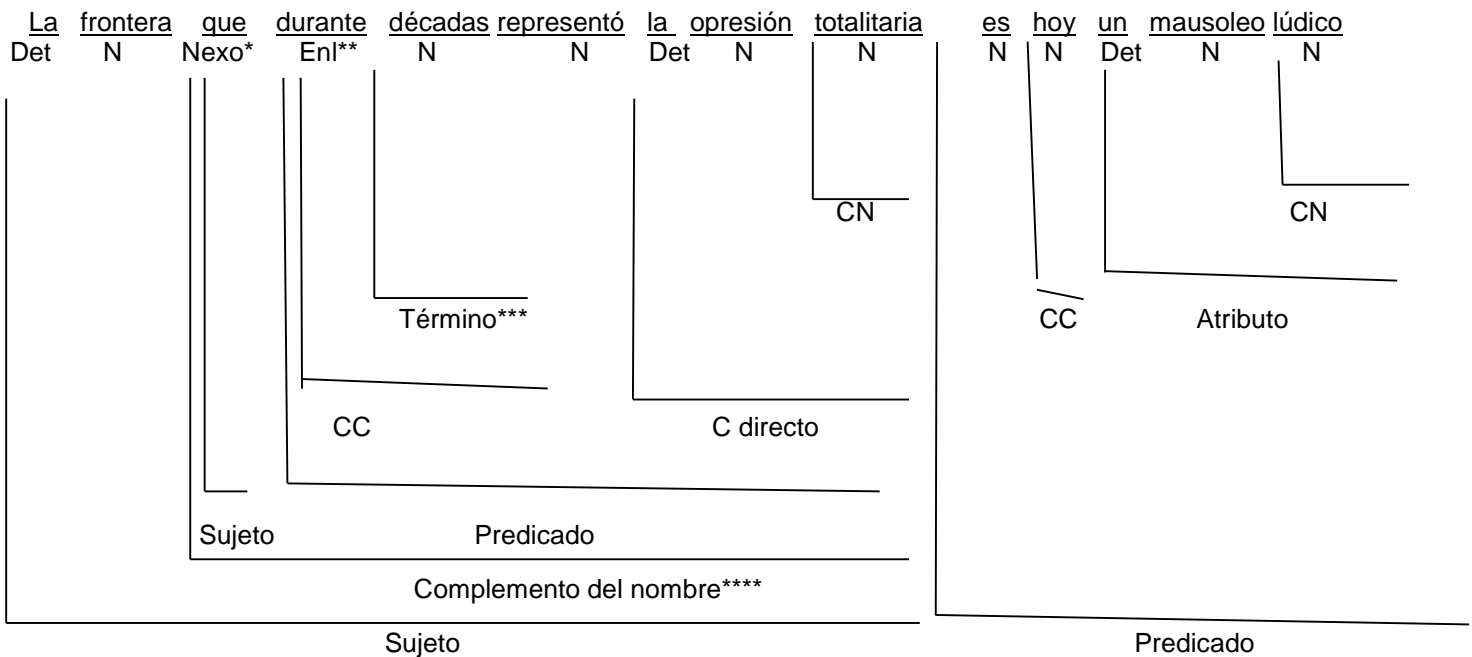 La frontera que durante décadas representó la opresión totalitaria es hoy un mausoleo lúdico
Det N Nexo* Enl** N N Det N N N N Det N N
CN CN
Término*** CC Atributo
CC C directo
Sujeto Predicado
Complemento del nombre****
Sujeto Predicado